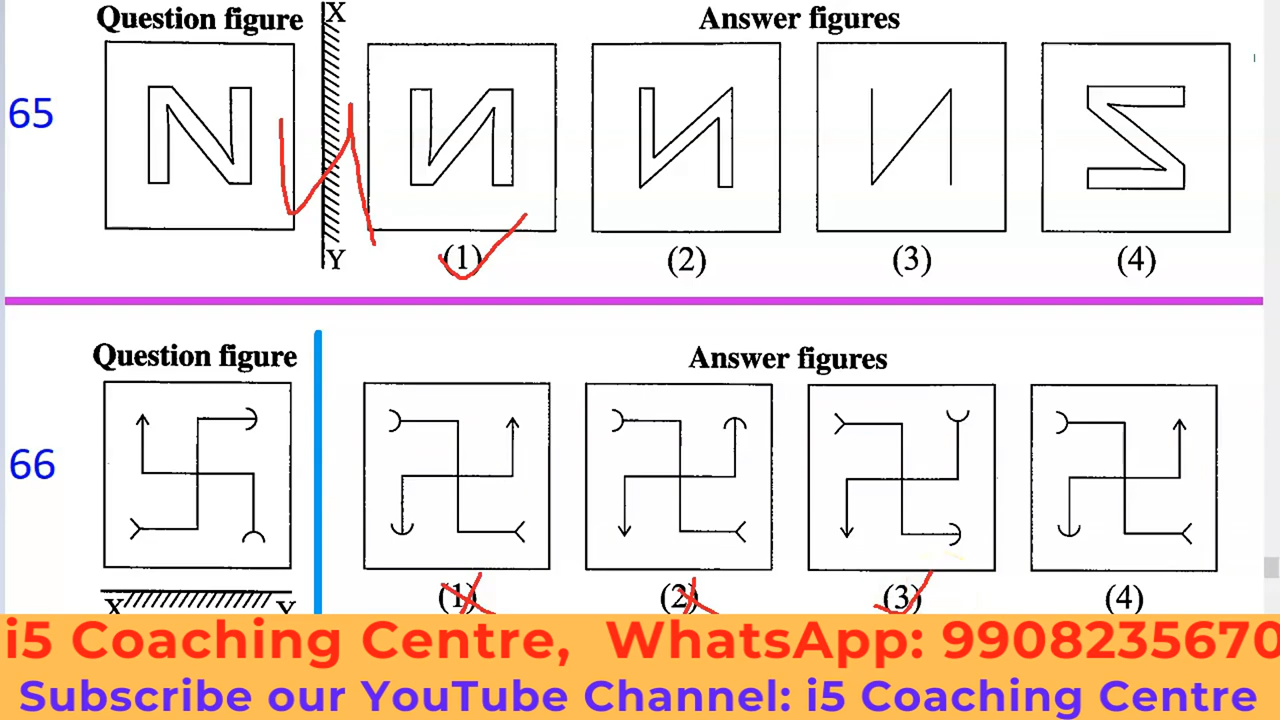 Question figure
X
Answer figures
65
Y
(1)
(2)
(3)
(4)
Question figure
Answer figures
66
X
Y
(1)
(2)
(3)
(4)
i5 Coaching Centre, WhatsApp: 9908235670
Subscribe our YouTube Channel: i5 Coaching Centre